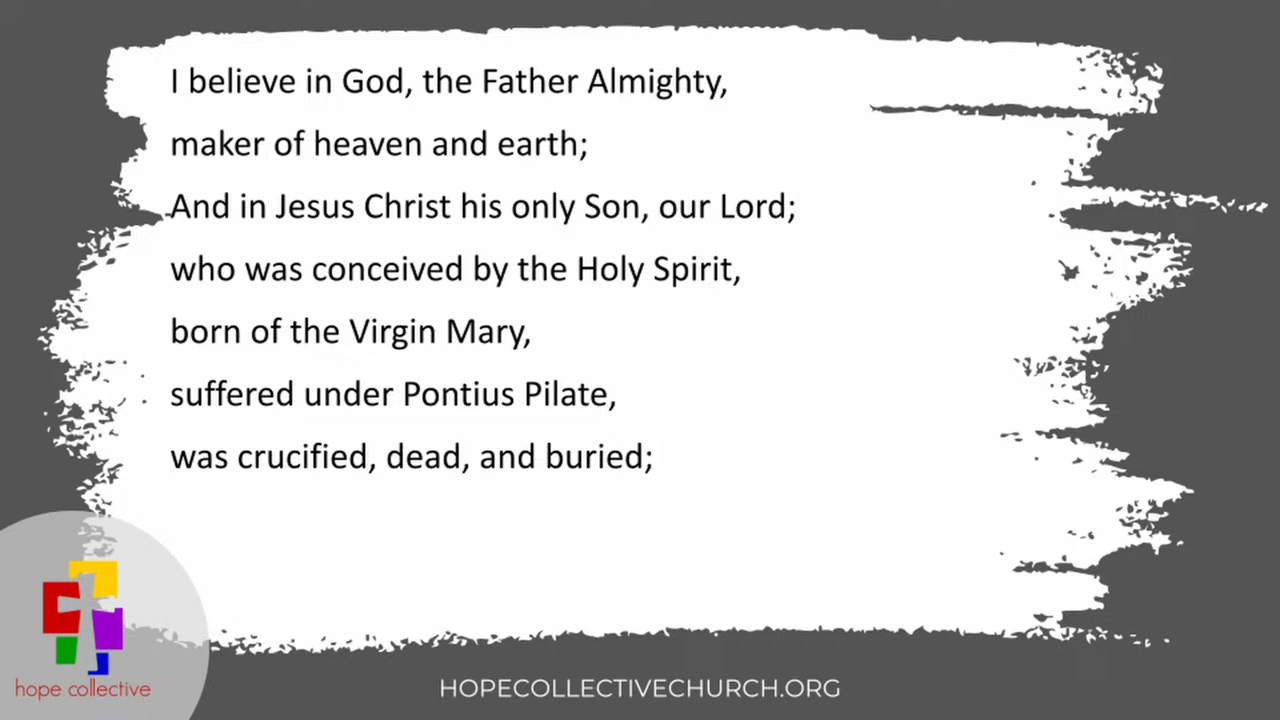 I believe in God, the Father Almighty,
maker of heaven and earth;
And in Jesus Christ his only Son, our Lord;
who was conceived by the Holy Spirit,
born of the Virgin Mary,
suffered under Pontius Pilate,
was crucified, dead, and buried;
hope collective
HOPECOLLECTIVECHURCH.ORG